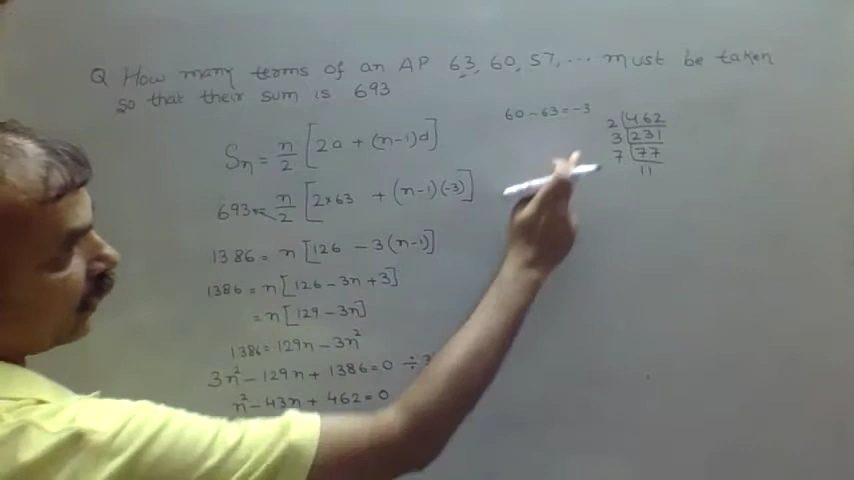 Q How many terms of an AP 63, 60, 57, ... must be taken
so that their sum is 693
Sn = n/2 [2a + (n-1)d]
693 = n/2 [2×63 + (n-1)(-3)]
1386 = n[126 - 3(n-1)]
1386 = n[126 - 3n + 3]
= n[129 - 3n]
1386 = 129n - 3n²
3n² - 129n + 1386 = 0 ÷3
n² - 43n + 462 = 0
60 - 63 = -3
2 | 462
3 | 231
7 | 77
11